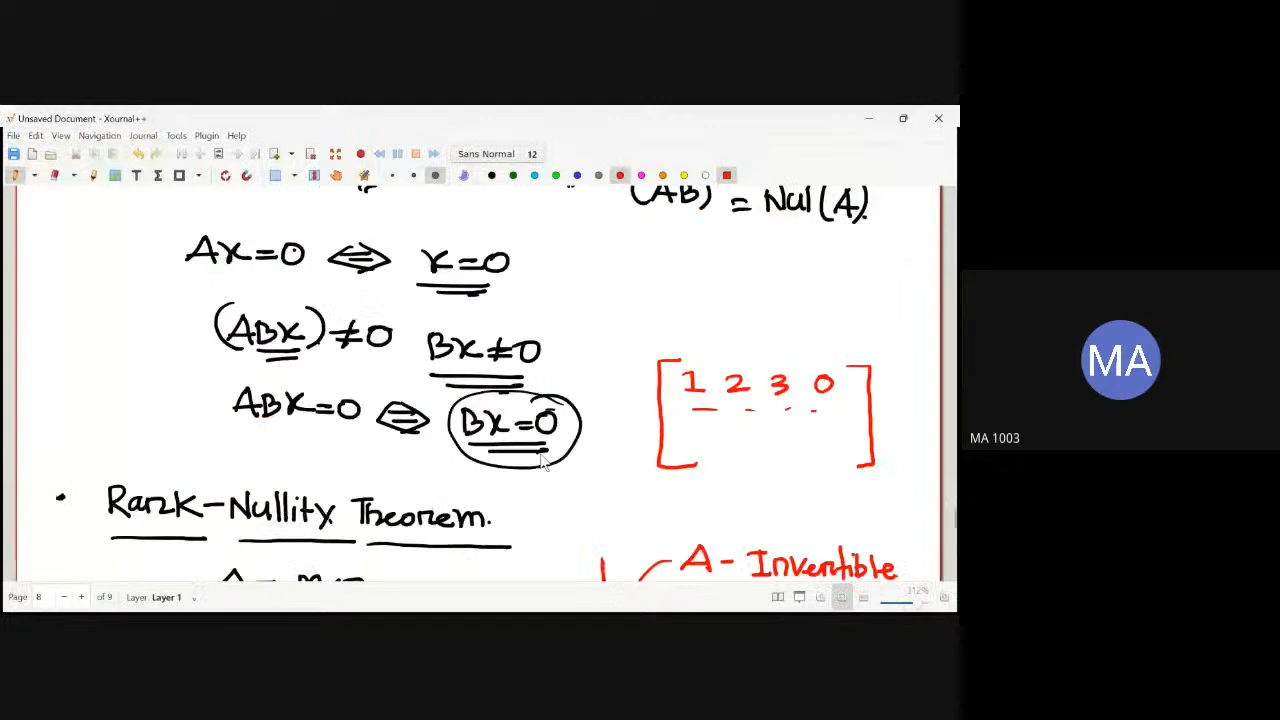 Unsaved Document - Xournal++
File Edit View Navigation Journal Tools Plugin Help
Sans Normal 12
(AB) = Nul(A).
Ax=0 ⟺ x=0
(ABx)≠0 Bx≠0
ABx=0 ⟺ Bx=0
[1 2 3 0]
• Rank-Nullity Theorem.
A - Invertible
Page 8 of 9 Layer Layer 1
312%
MA
MA 1003